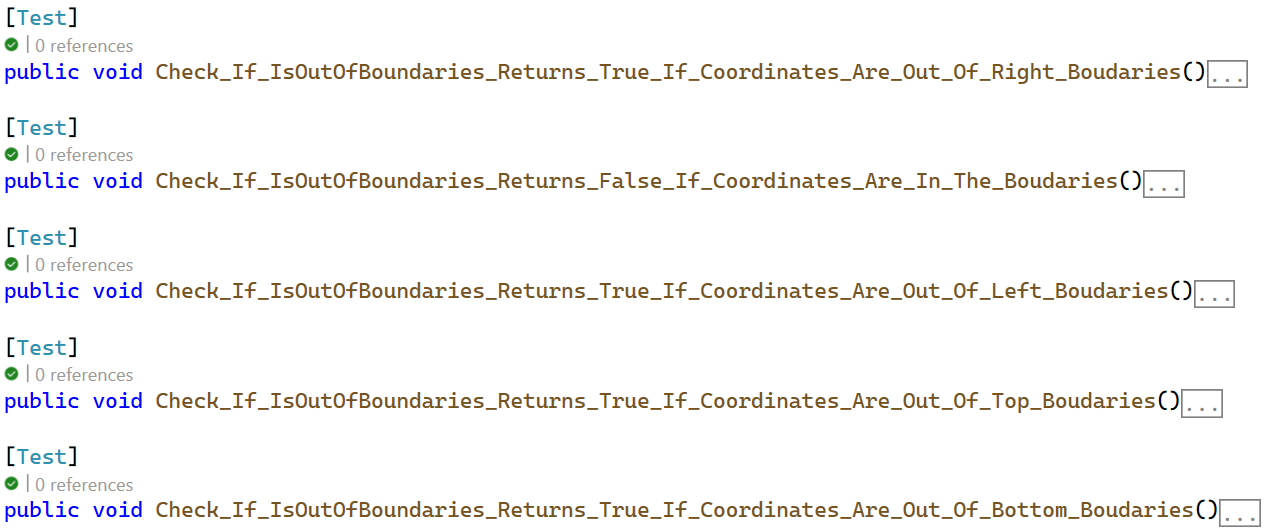 [Test]
| 0 references
public void Check_If_IsOutOfBoundaries_Returns_True_If_Coordinates_Are_Out_Of_Right_Boudaries()...
[Test]
| 0 references
public void Check_If_IsOutOfBoundaries_Returns_False_If_Coordinates_Are_In_The_Boudaries()...
[Test]
| 0 references
public void Check_If_IsOutOfBoundaries_Returns_True_If_Coordinates_Are_Out_Of_Left_Boudaries()...
[Test]
| 0 references
public void Check_If_IsOutOfBoundaries_Returns_True_If_Coordinates_Are_Out_Of_Top_Boudaries()...
[Test]
| 0 references
public void Check_If_IsOutOfBoundaries_Returns_True_If_Coordinates_Are_Out_Of_Bottom_Boudaries()...